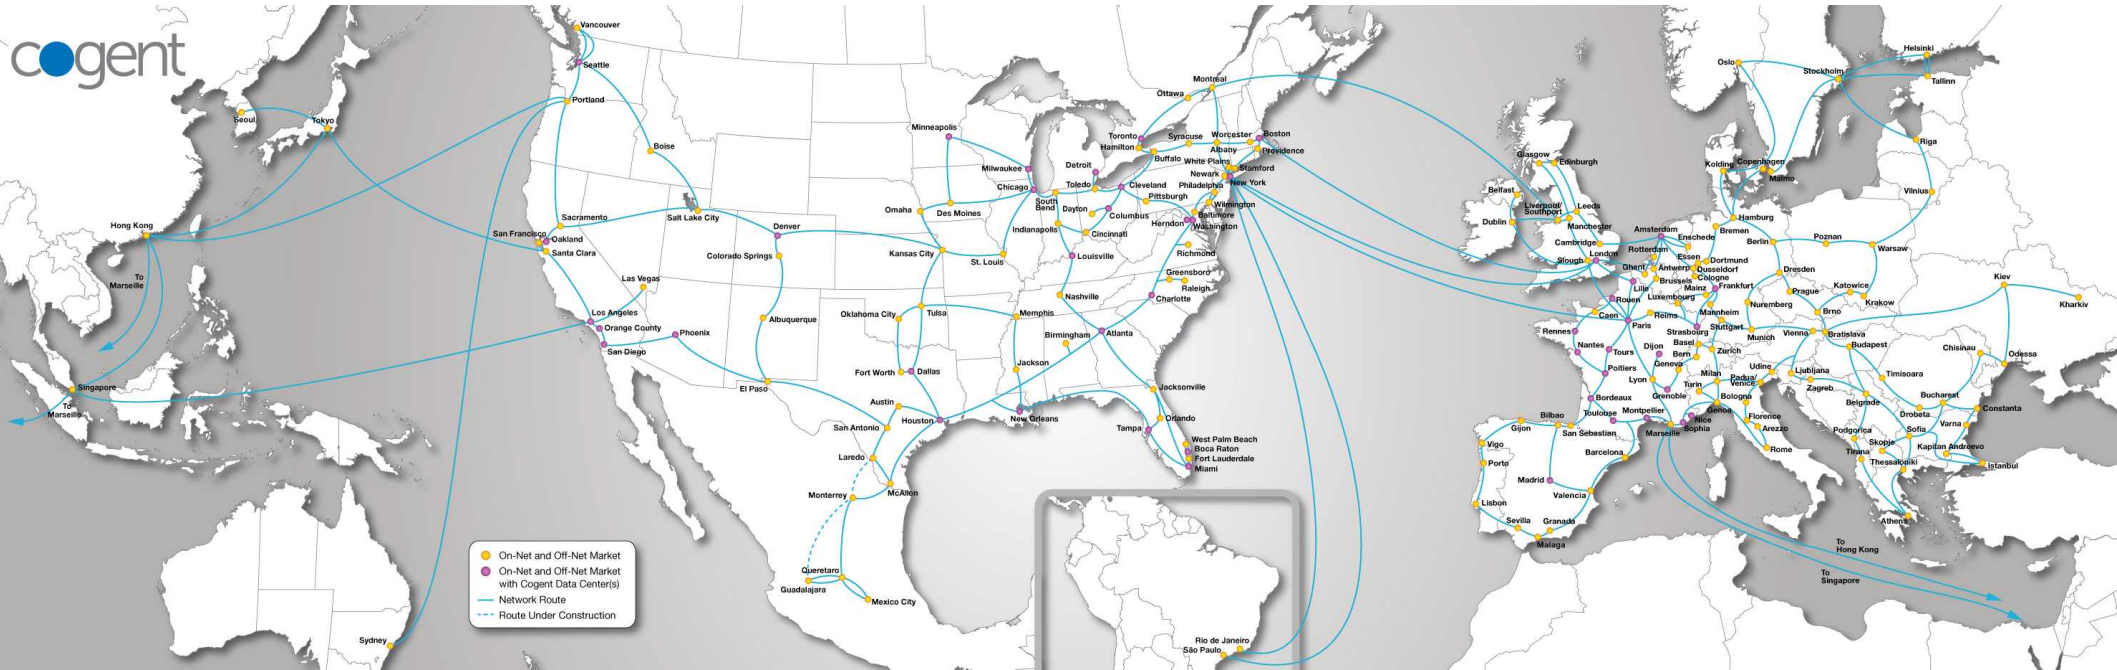 cogent
Vancouver
Seattle
Portland
Seoul
Tokyo
Boise
Hong Kong
To
Marseille
Singapore
To
Marseille
Sydney
Sacramento
San Francisco
Oakland
Santa Clara
Salt Lake City
Las Vegas
Los Angeles
Orange County
San Diego
Phoenix
Denver
Colorado Springs
Albuquerque
El Paso
Minneapolis
Milwaukee
Chicago
Omaha
Des Moines
Kansas City
St. Louis
Oklahoma City
Tulsa
Memphis
Fort Worth
Dallas
Jackson
Austin
San Antonio
Houston
New Orleans
Laredo
McAllen
Monterrey
Queretaro
Guadalajara
Mexico City
Montreal
Ottawa
Toronto
Hamilton
Buffalo
Syracuse
Worcester
Boston
Albany
Providence
White Plains
Stamford
Newark
New York
Philadelphia
Wilmington
Baltimore
Washington
Herndon
Richmond
Detroit
Toledo
Cleveland
Pittsburgh
South
Bend
Dayton
Columbus
Indianapolis
Cincinnati
Louisville
Nashville
Greensboro
Raleigh
Charlotte
Birmingham
Atlanta
Jacksonville
Orlando
Tampa
West Palm Beach
Boca Raton
Fort Lauderdale
Miami
Rio de Janeiro
São Paulo
On-Net and Off-Net Market
On-Net and Off-Net Market
with Cogent Data Center(s)
Network Route
Route Under Construction
Oslo
Stockholm
Helsinki
Tallinn
Riga
Vilnius
Kolding
Copenhagen
Malmo
Glasgow
Edinburgh
Belfast
Dublin
Liverpool/
Southport
Leeds
Manchester
Cambridge
Slough
London
Hamburg
Bremen
Berlin
Poznan
Warsaw
Amsterdam
Enschede
Rotterdam
Essen
Dortmund
Dusseldorf
Cologne
Ghent
Antwerp
Brussels
Lille
Mainz
Frankfurt
Dresden
Prague
Katowice
Krakow
Kiev
Kharkiv
Rouen
Luxembourg
Caen
Reims
Mannheim
Nuremberg
Brno
Paris
Rennes
Strasbourg
Stuttgart
Munich
Vienna
Bratislava
Budapest
Nantes
Tours
Dijon
Basel
Bern
Zurich
Geneva
Poitiers
Lyon
Milan
Turin
Grenoble
Udine
Padua/
Venice
Ljubljana
Zagreb
Timisoara
Chisinau
Odessa
Bologna
Genoa
Belgrade
Drobeta
Bucharest
Constanta
Bordeaux
Toulouse
Montpellier
Nice
Sophia
Marseille
Florence
Arezzo
Rome
Podgorica
Tirana
Skopje
Sofia
Varna
Kapitan Andreevo
Thessaloniki
Istanbul
Athens
Bilbao
Gijon
San Sebastian
Vigo
Porto
Barcelona
Madrid
Valencia
Lisbon
Sevilla
Granada
Malaga
To
Hong Kong
To
Singapore